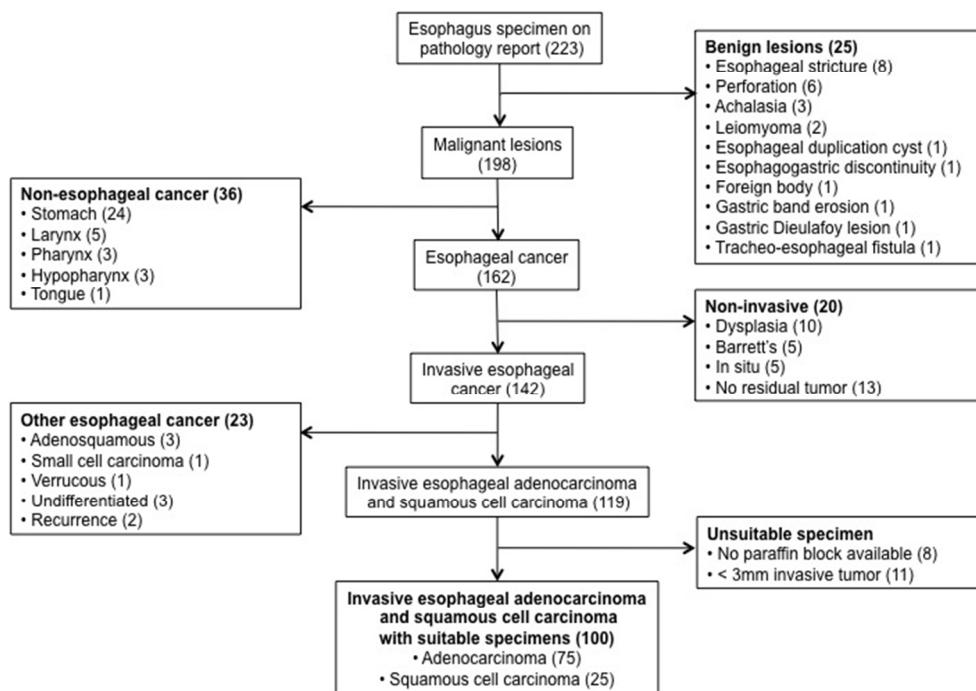 Esophagus specimen on
pathology report (223)
Benign lesions (25)
• Esophageal stricture (8)
• Perforation (6)
• Achalasia (3)
• Leiomyoma (2)
• Esophageal duplication cyst (1)
• Esophagogastric discontinuity (1)
• Foreign body (1)
• Gastric band erosion (1)
• Gastric Dieulafoy lesion (1)
• Tracheo-esophageal fistula (1)
Malignant lesions
(198)
Non-esophageal cancer (36)
• Stomach (24)
• Larynx (5)
• Pharynx (3)
• Hypopharynx (3)
• Tongue (1)
Esophageal cancer
(162)
Non-invasive (20)
• Dysplasia (10)
• Barrett's (5)
• In situ (5)
• No residual tumor (13)
Invasive esophageal
cancer (142)
Other esophageal cancer (23)
• Adenosquamous (3)
• Small cell carcinoma (1)
• Verrucous (1)
• Undifferentiated (3)
• Recurrence (2)
Invasive esophageal adenocarcinoma
and squamous cell carcinoma (119)
Unsuitable specimen
• No paraffin block available (8)
• < 3mm invasive tumor (11)
Invasive esophageal adenocarcinoma
and squamous cell carcinoma
with suitable specimens (100)
• Adenocarcinoma (75)
• Squamous cell carcinoma (25)